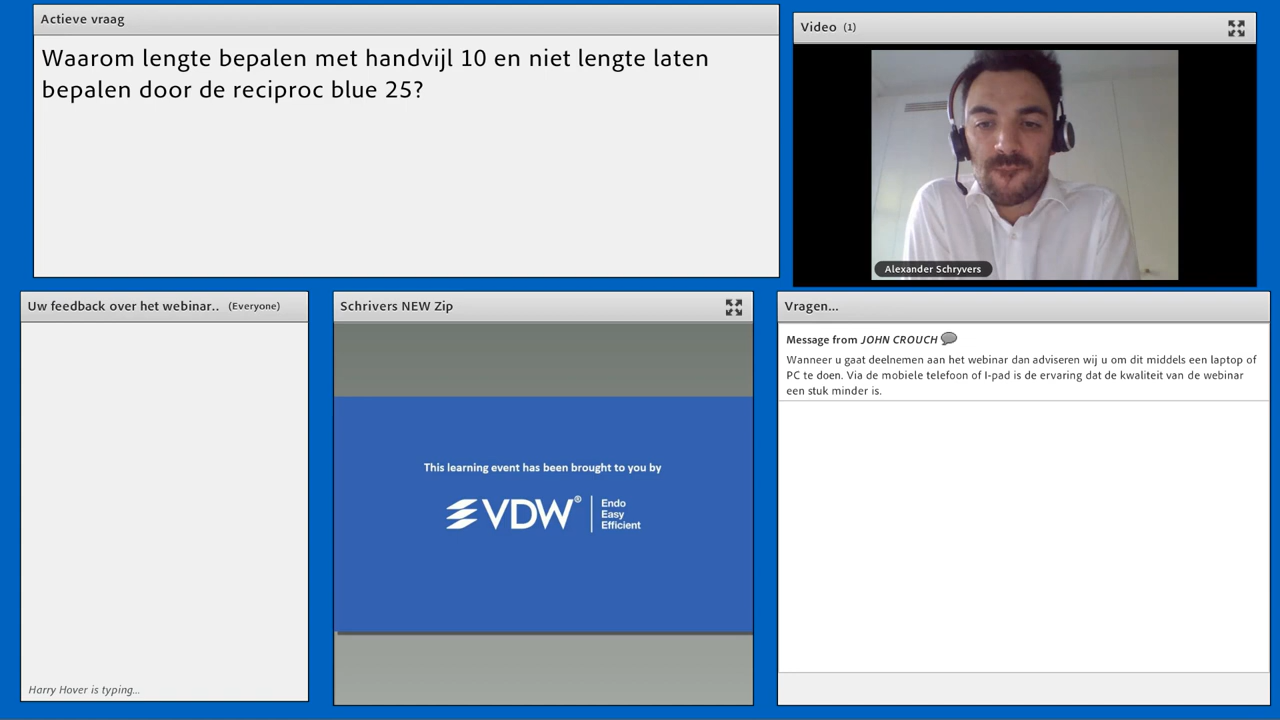 Actieve vraag
Waarom lengte bepalen met handvijl 10 en niet lengte laten
bepalen door de reciproc blue 25?
Video (1)
Alexander Schryvers
Uw feedback over het webinar.. (Everyone)
Harry Hover is typing...
Schrivers NEW Zip
This learning event has been brought to you by
VDW®
Endo
Easy
Efficient
Vragen...
Message from JOHN CROUCH
Wanneer u gaat deelnemen aan het webinar dan adviseren wij u om dit middels een laptop of
PC te doen. Via de mobiele telefoon of I-pad is de ervaring dat de kwaliteit van de webinar
een stuk minder is.